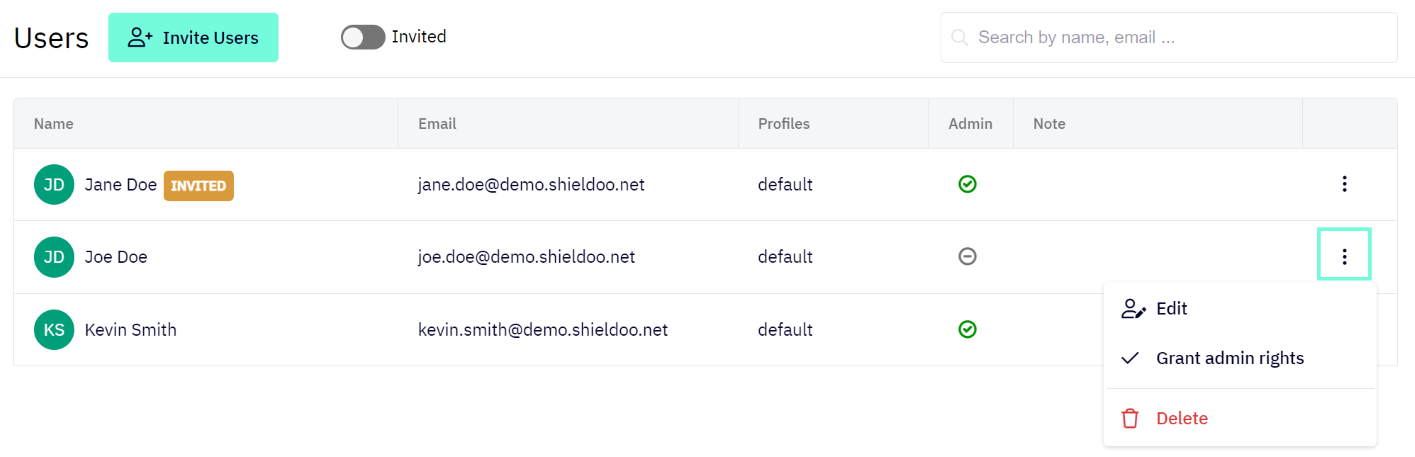 Users Invite Users Invited Search by name, email ...
Name Email Profiles Admin Note
JD Jane Doe INVITED jane.doe@demo.shieldoo.net default
JD Joe Doe joe.doe@demo.shieldoo.net default
KS Kevin Smith kevin.smith@demo.shieldoo.net default
Edit
Grant admin rights
Delete